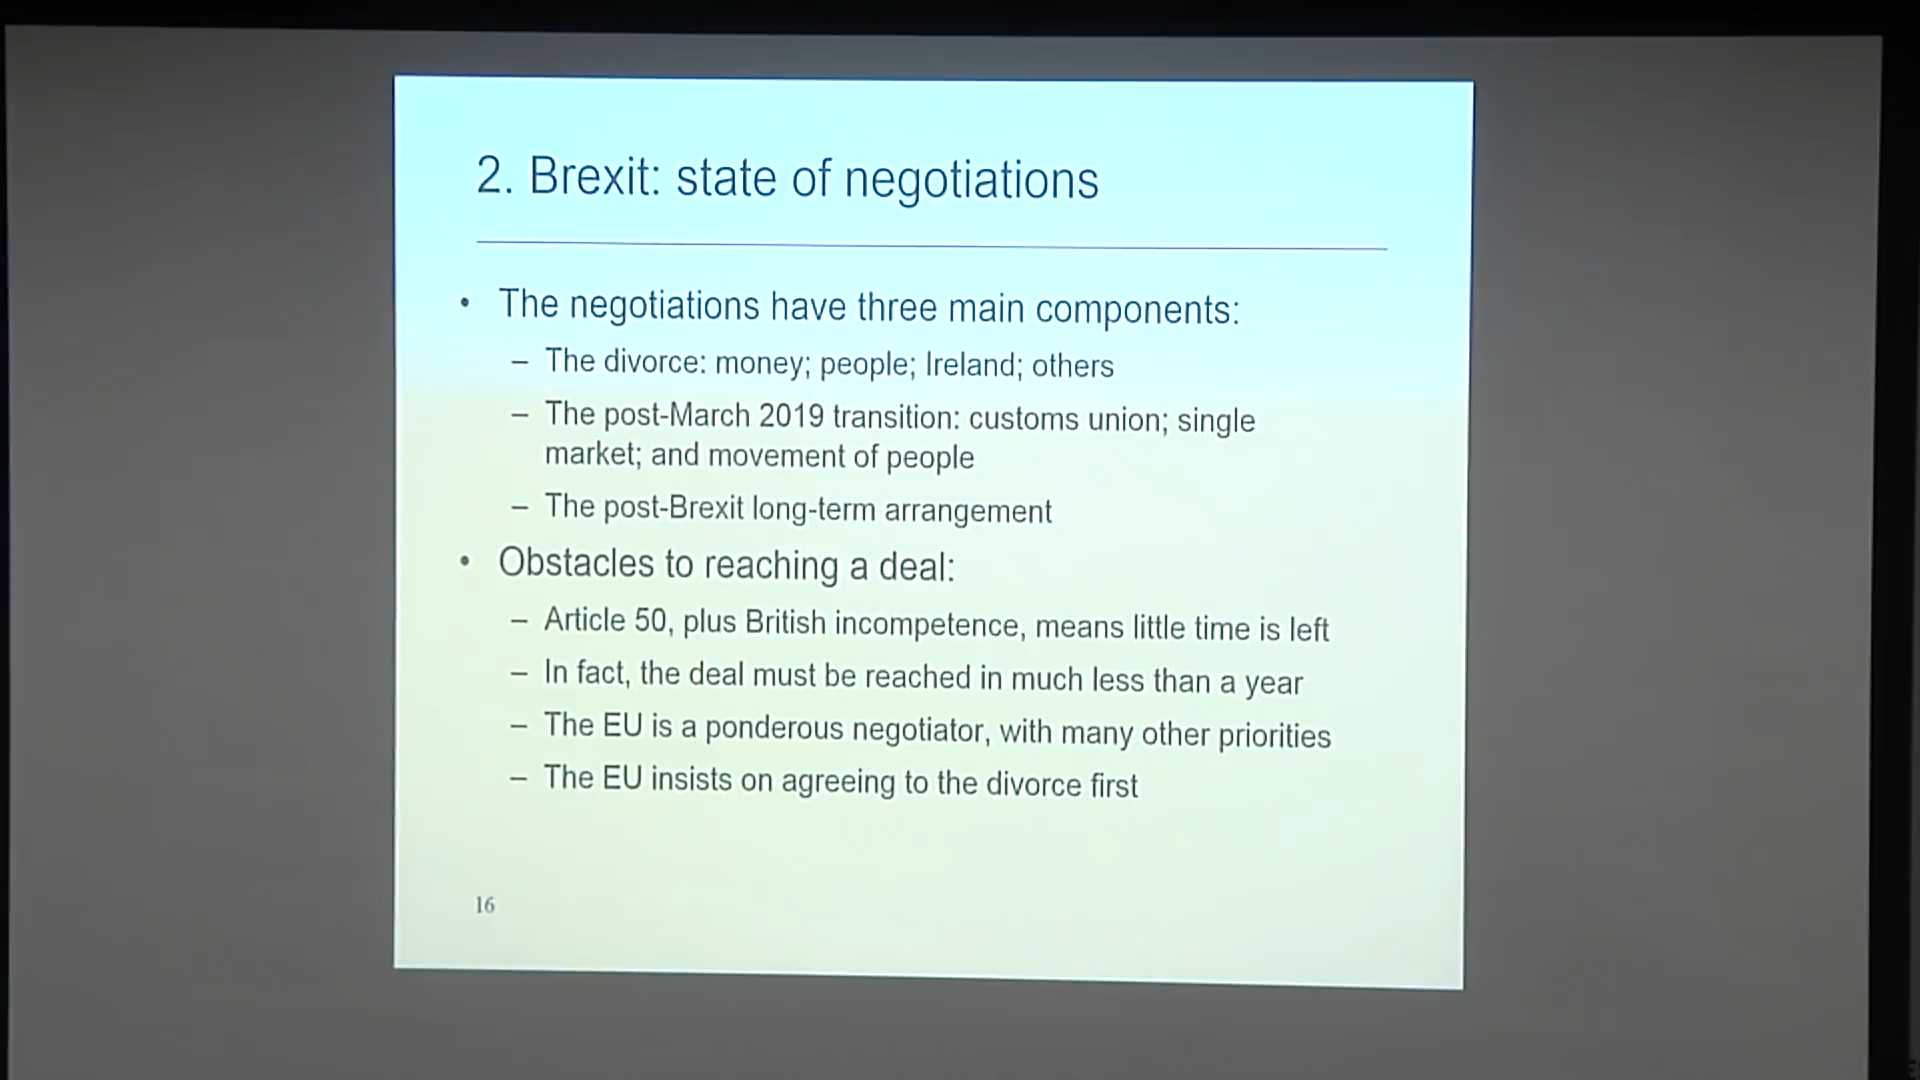 2. Brexit: state of negotiations
• The negotiations have three main components:
– The divorce: money; people; Ireland; others
– The post-March 2019 transition: customs union; single
market; and movement of people
– The post-Brexit long-term arrangement
• Obstacles to reaching a deal:
– Article 50, plus British incompetence, means little time is left
– In fact, the deal must be reached in much less than a year
– The EU is a ponderous negotiator, with many other priorities
– The EU insists on agreeing to the divorce first
16